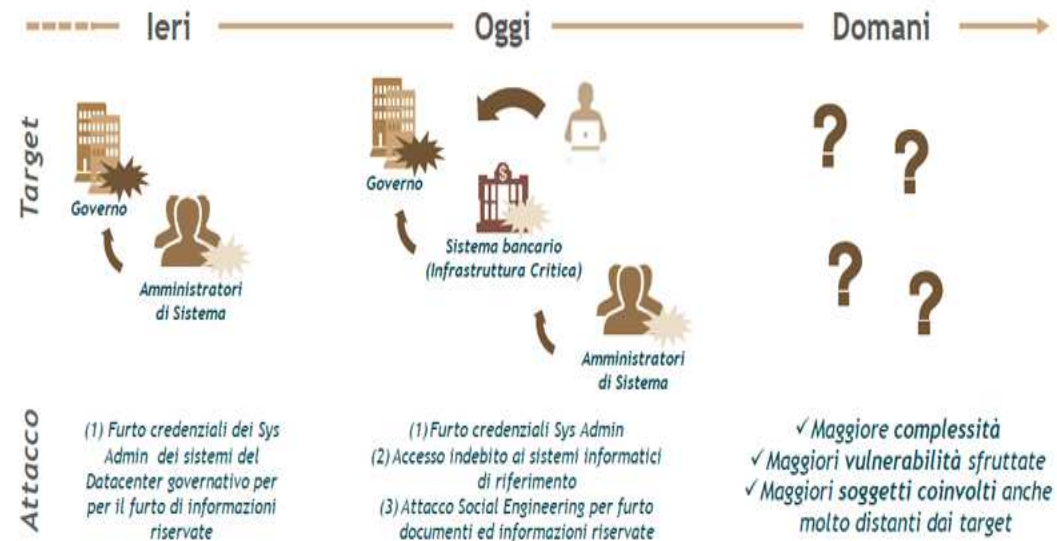 Ieri
Oggi
Domani
Target
Governo
Amministratori
di Sistema
Governo
$
Sistema bancario
(Infrastruttura Critica)
Amministratori
di Sistema
?
?
?
?
Attacco
(1) Furto credenziali dei Sys
Admin dei sistemi del
Datacenter governativo per
per il furto di informazioni
riservate
(1) Furto credenziali Sys Admin
(2) Accesso indebito ai sistemi informatici
di riferimento
(3) Attacco Social Engineering per furto
documenti ed informazioni riservate
✓ Maggiore complessità
✓ Maggiori vulnerabilità sfruttate
✓ Maggiori soggetti coinvolti anche
molto distanti dai target